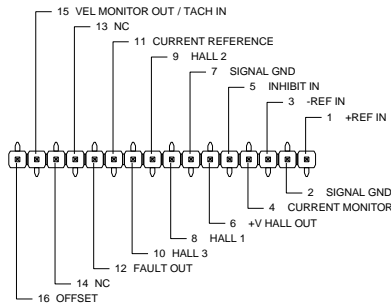 15 VEL MONITOR OUT / TACH IN
13 NC
11 CURRENT REFERENCE
9 HALL 2
7 SIGNAL GND
5 INHIBIT IN
3 -REF IN
1 +REF IN
2 SIGNAL GND
4 CURRENT MONITOR
6 +V HALL OUT
8 HALL 1
10 HALL 3
12 FAULT OUT
14 NC
16 OFFSET